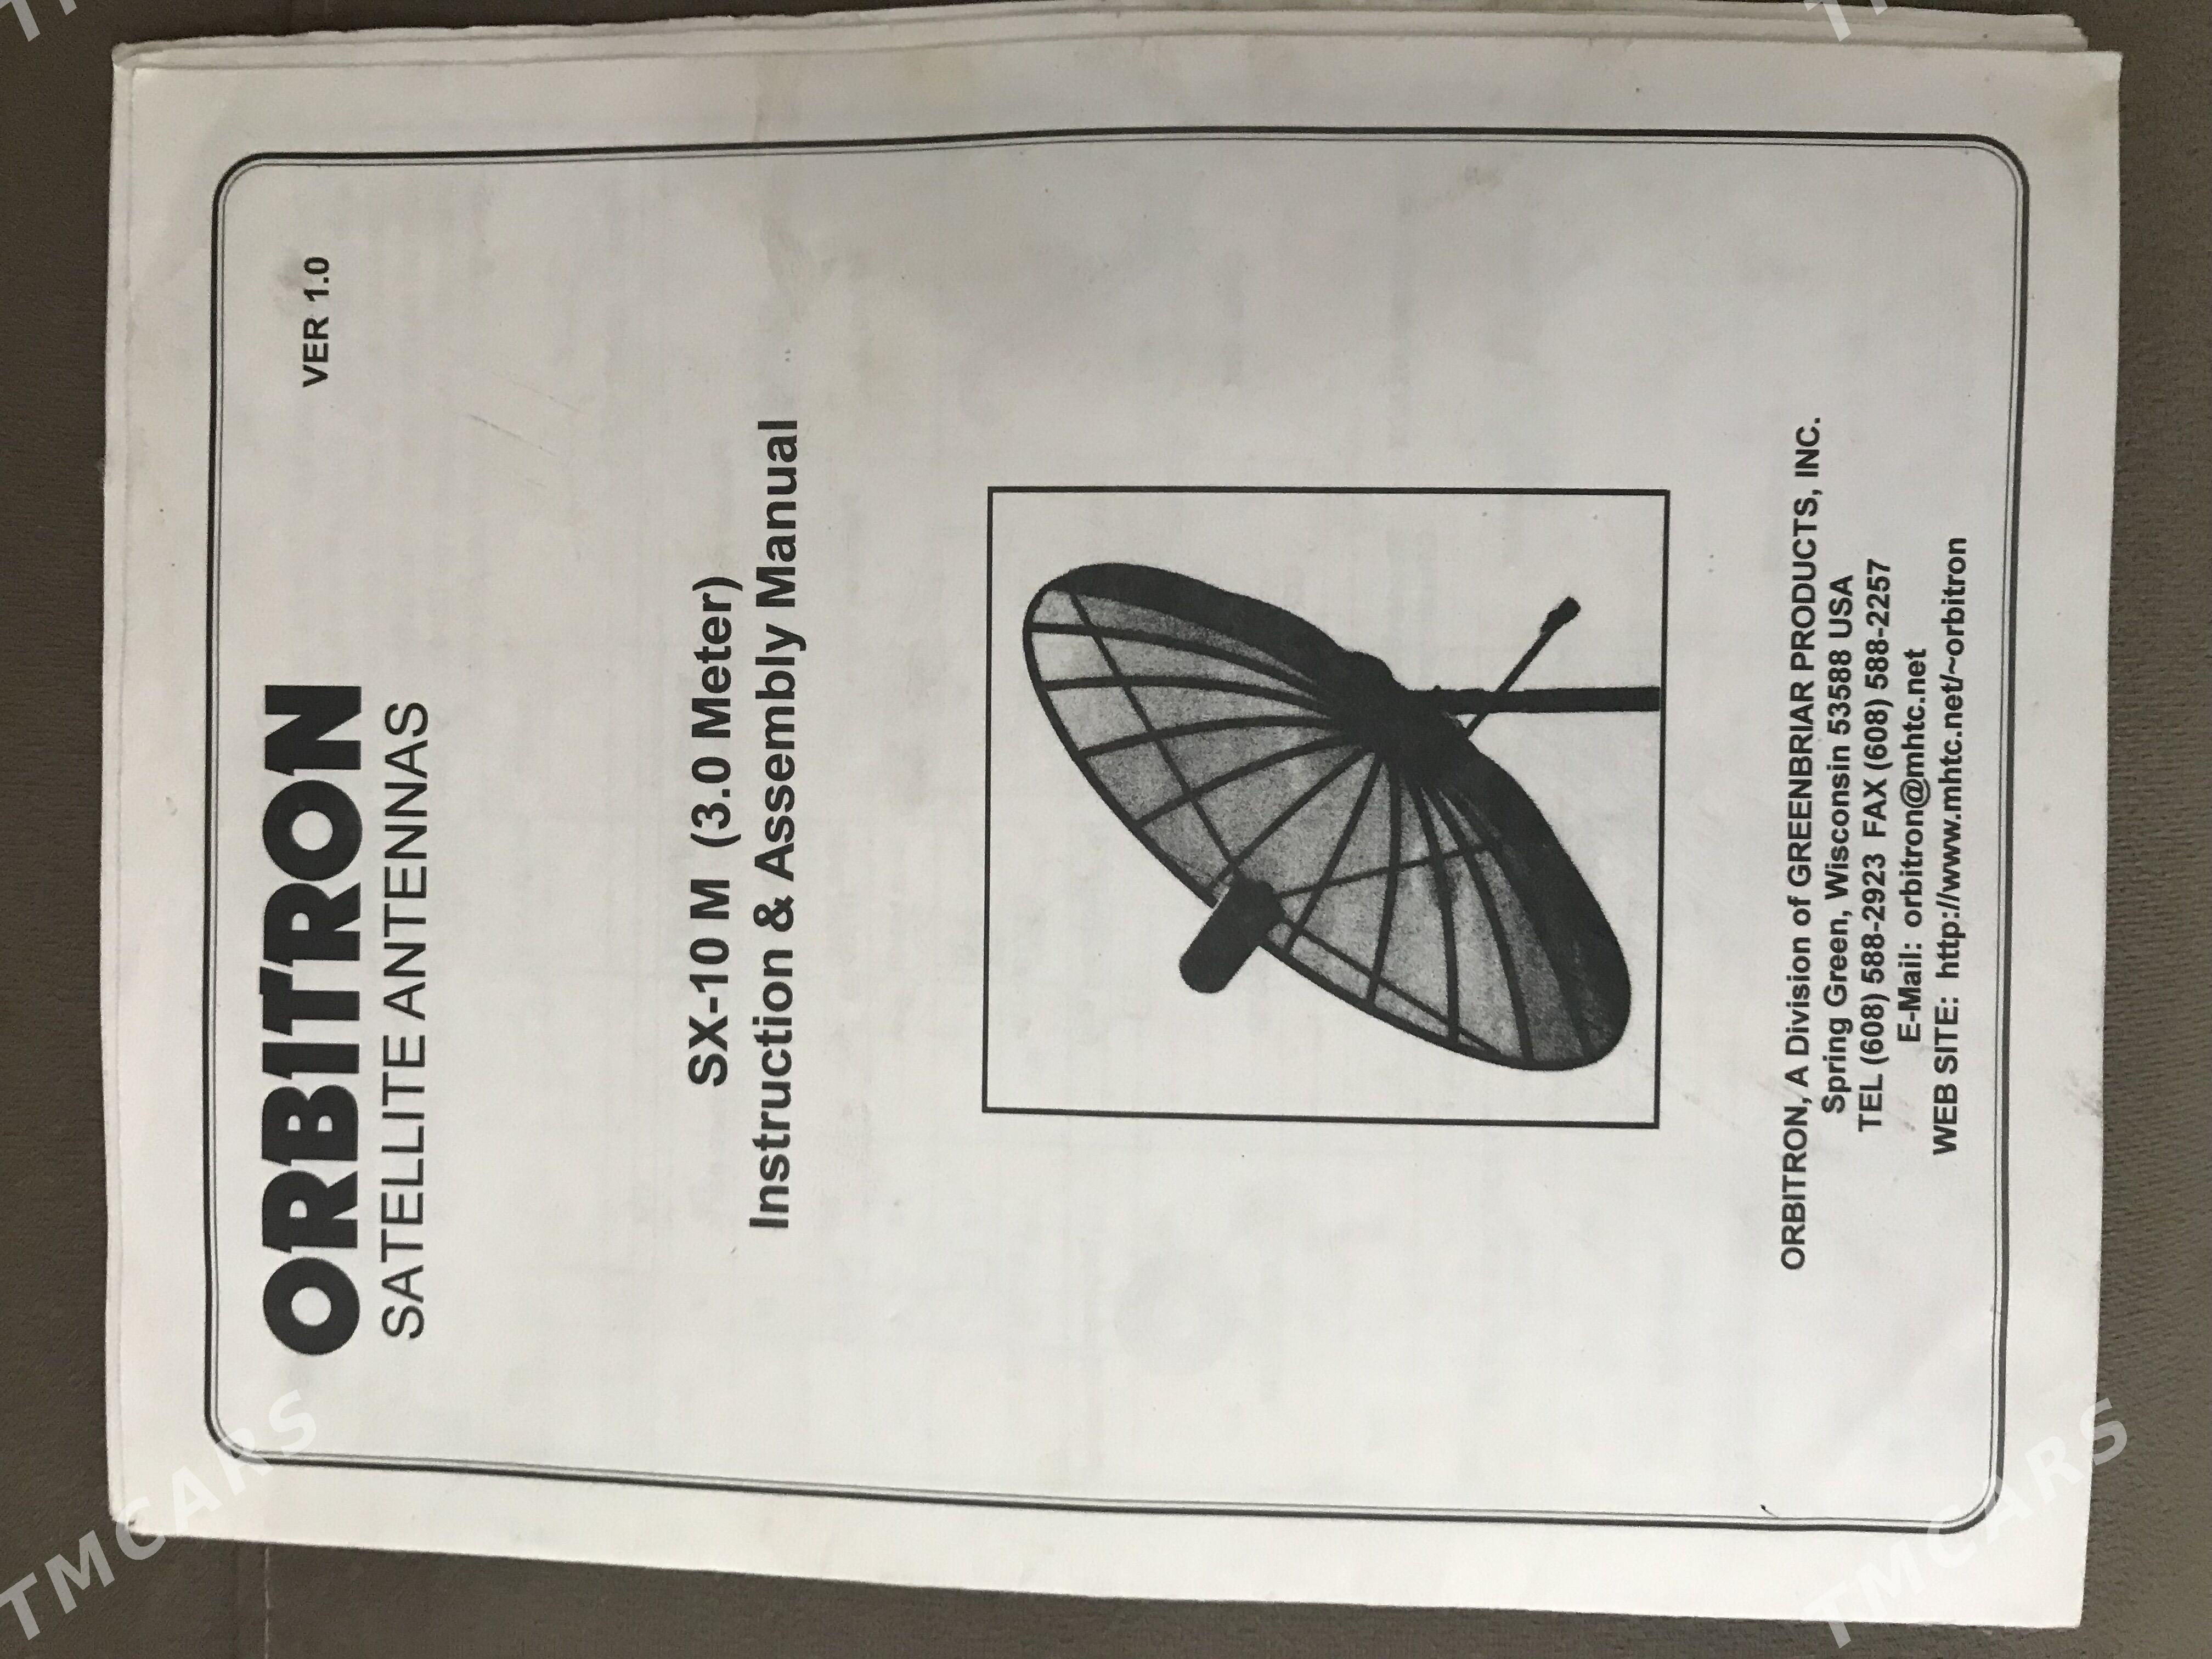 ORBITRON
SATELLITE ANTENNAS
VER 1.0
SX-10 M (3.0 Meter)
Instruction & Assembly Manual
ORBITRON, A Division of GREENBRIAR PRODUCTS, INC.
Spring Green, Wisconsin 53588 USA
TEL (608) 588-2923 FAX (608) 588-2257
E-Mail: orbitron@mhtc.net
WEB SITE: http://www.mhtc.net/~orbitron
TMCARS
TMCARS